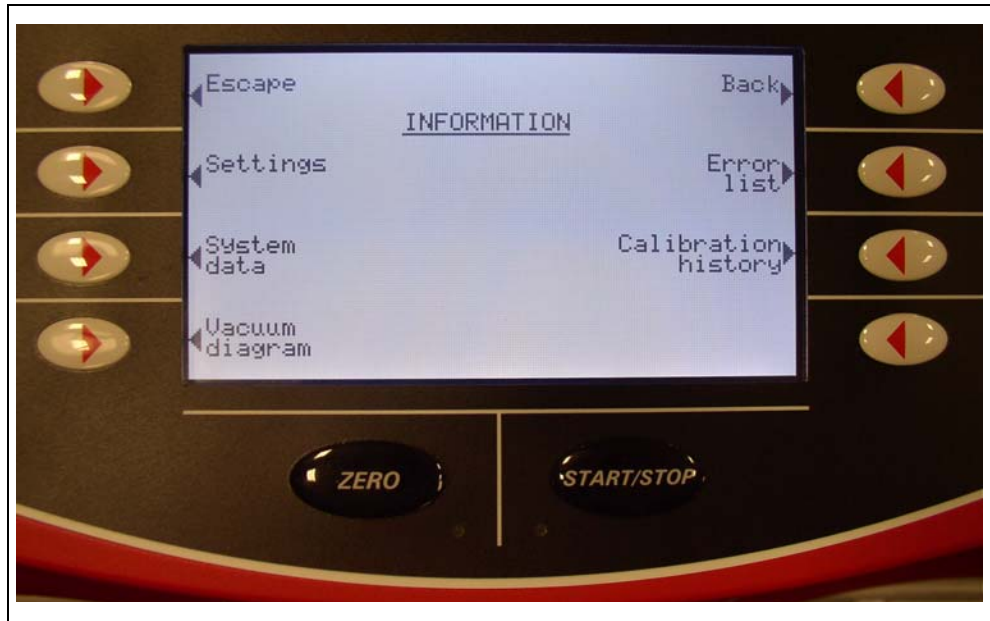 Escape
Back
INFORMATION
Settings
Error
list
System
data
Calibration
history
Vacuum
diagram
ZERO
START/STOP